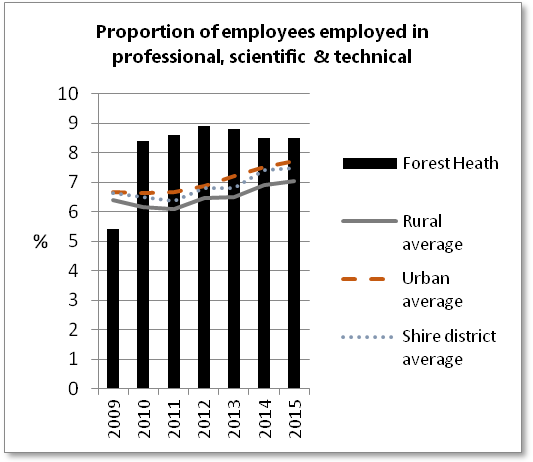 Proportion of employees employed in
professional, scientific & technical
10
9
8
7
6
5
4
3
2
1
0
%
2009
2010
2011
2012
2013
2014
2015
Forest Heath
Rural
average
Urban
average
Shire district
average